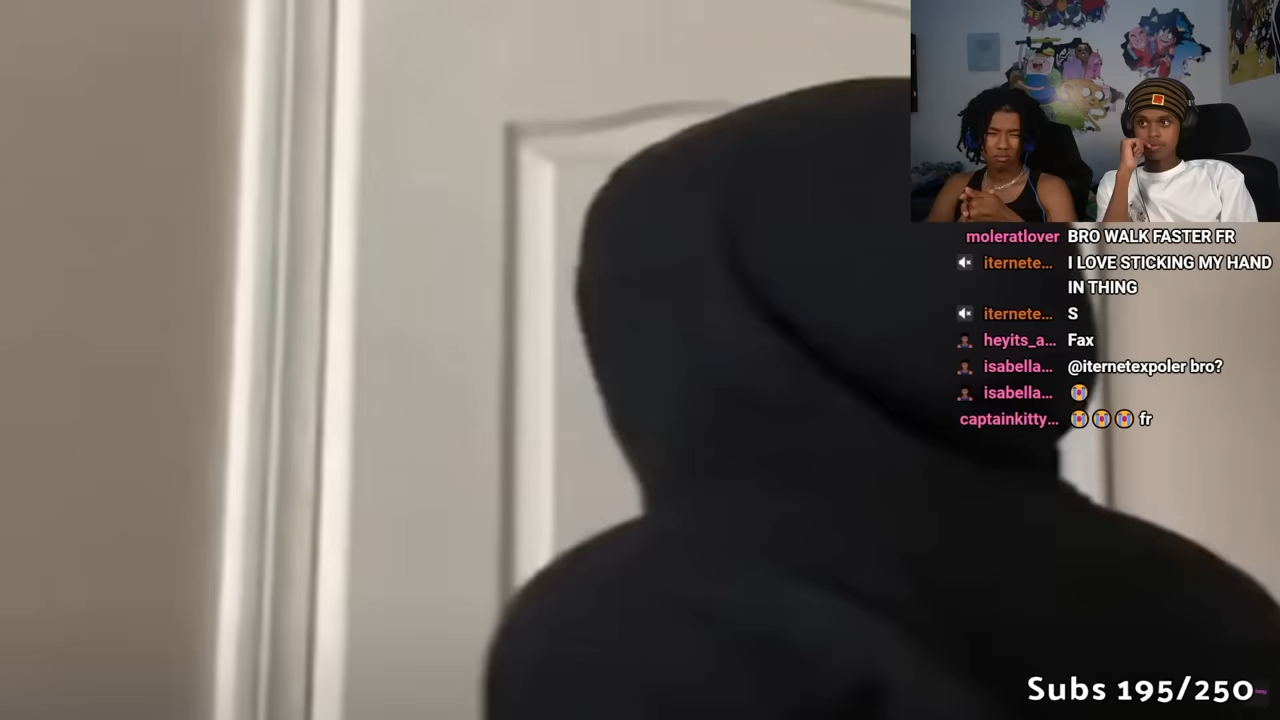 moleratlover BRO WALK FASTER FR
iternete... I LOVE STICKING MY HAND
IN THING
iternete... S
heyits_a... Fax
isabella... @iternetexpoler bro?
isabella... 😭
captainkitty... 😭😭😭 fr
Subs 195/250